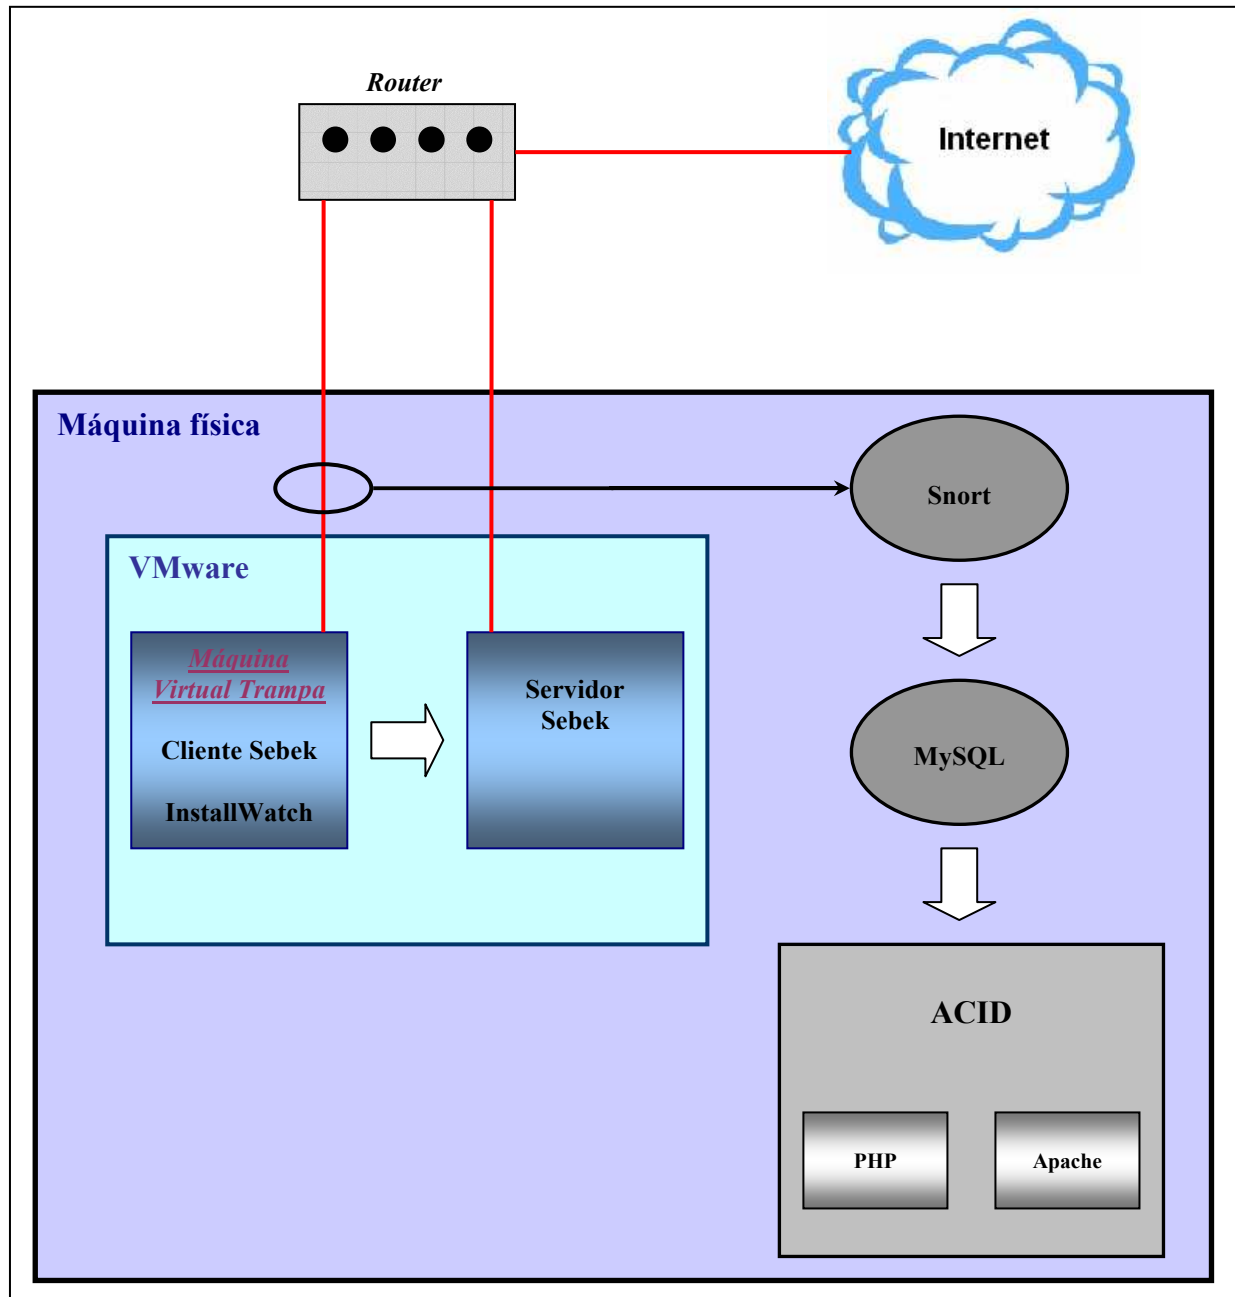 Router
Internet
Máquina física
Snort
VMware
Máquina
Virtual Trampa
Cliente Sebek
InstallWatch
Servidor
Sebek
MySQL
ACID
PHP
Apache